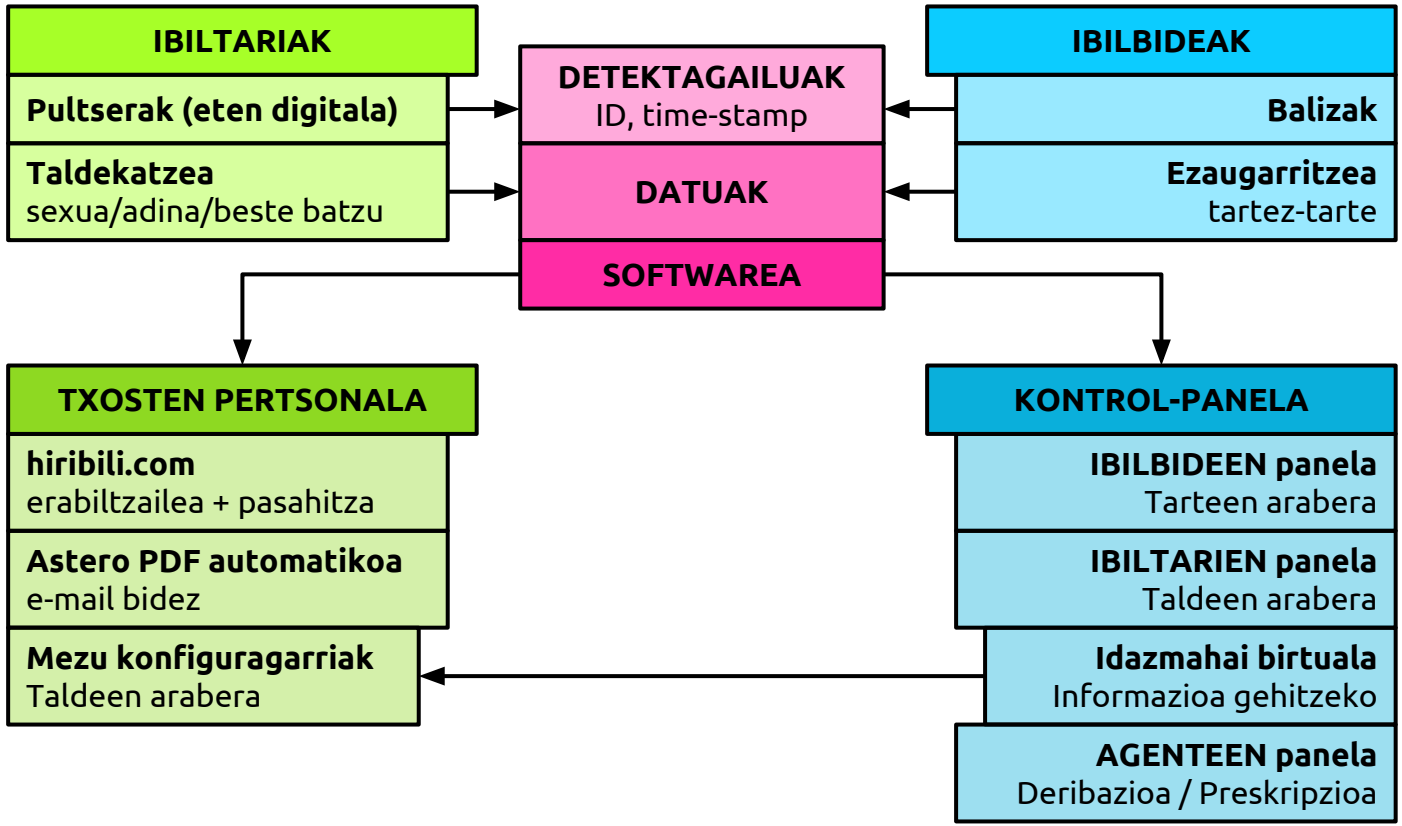 IBILTARIAK
Pultserak (eten digitala)
Taldekatzea
sexua/adina/beste batzu
DETEKTAGAILUAK
ID, time-stamp
DATUAK
SOFTWAREA
IBILBIDEAK
Balizak
Ezaugarritzea
tartez-tarte
TXOSTEN PERTSONALA
hiribili.com
erabiltzailea + pasahitza
Astero PDF automatikoa
e-mail bidez
Mezu konfiguragarriak
Taldeen arabera
KONTROL-PANELA
IBILBIDEEN panela
Tarteen arabera
IBILTARIEN panela
Taldeen arabera
Idazmahai birtuala
Informazioa gehitzeko
AGENTEEN panela
Deribazioa / Preskripzioa